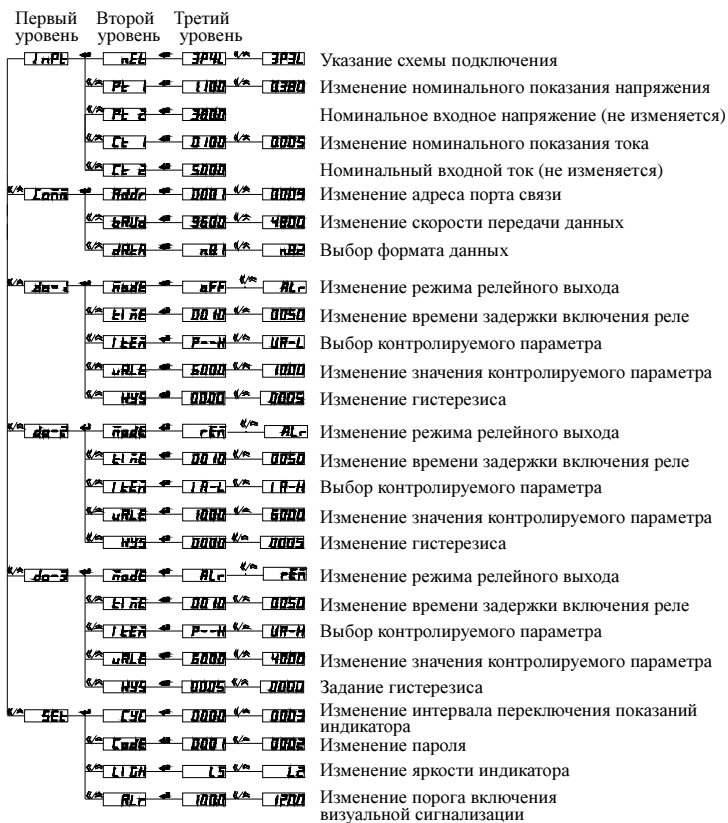 Первый Второй Третий
уровень уровень уровень
InPt nEt 3P4L 3P3L Указание схемы подключения
Pt 1 1100 0380 Изменение номинального показания напряжения
Pt 2 3800 Номинальное входное напряжение (не изменяется)
Ct 1 0100 0005 Изменение номинального показания тока
Ct 2 5000 Номинальный входной ток (не изменяется)
Addr 0001 0009 Изменение адреса порта связи
bAUd 9600 4800 Изменение скорости передачи данных
dAtA n81 n82 Выбор формата данных
do-1 modE oFF ALr Изменение режима релейного выхода
timE 0010 0050 Изменение времени задержки включения реле
itEm P--H UA-L Выбор контролируемого параметра
vALE 6000 1000 Изменение значения контролируемого параметра
HYS 0000 0005 Изменение гистерезиса
do-2 modE rEm ALr Изменение режима релейного выхода
timE 0010 0050 Изменение времени задержки включения реле
itEm IA-L IA-H Выбор контролируемого параметра
vALE 1000 6000 Изменение значения контролируемого параметра
HYS 0000 0005 Изменение гистерезиса
do-3 modE ALr rEm Изменение режима релейного выхода
timE 0010 0050 Изменение времени задержки включения реле
itEm P--H UA-H Выбор контролируемого параметра
vALE 6000 4000 Изменение значения контролируемого параметра
HYS 0005 0000 Задание гистерезиса
SEt CYC 0000 0003 Изменение интервала переключения показаний
индикатора
CodE 0001 0002 Изменение пароля
LIGH L5 L2 Изменение яркости индикатора
ALr 1000 1200 Изменение порога включения
визуальной сигнализации